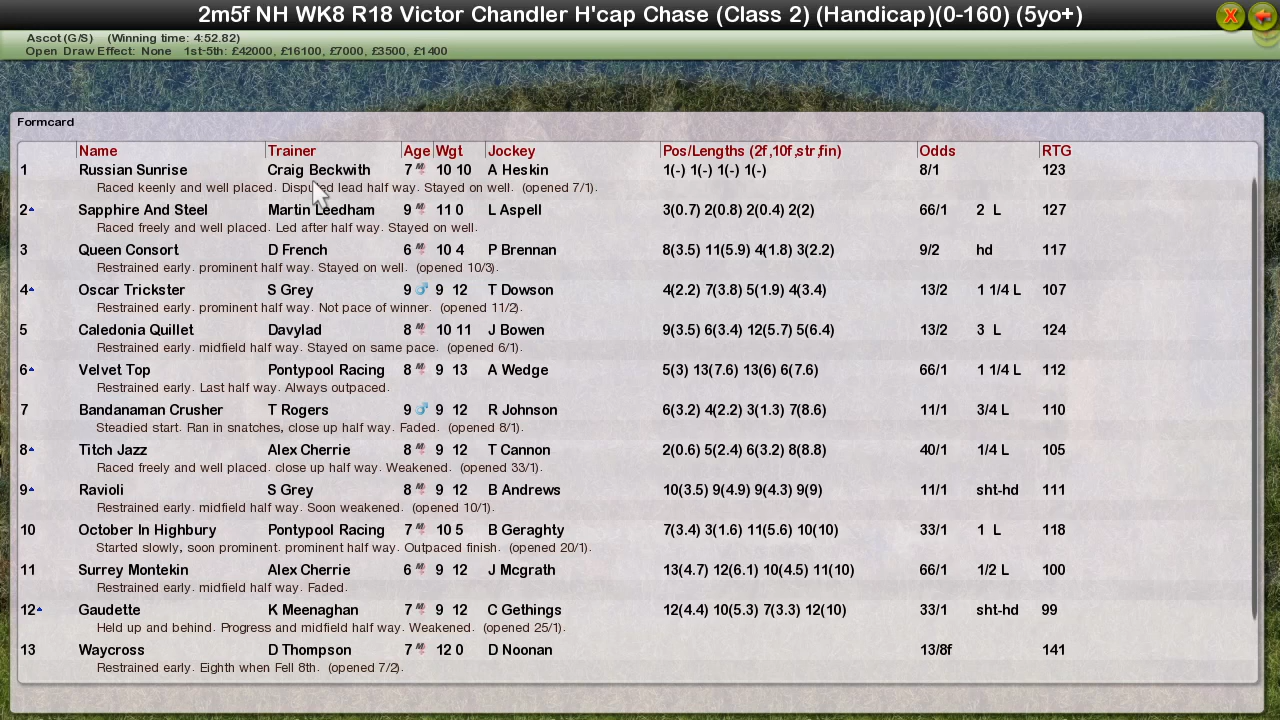 2m5f NH WK8 R18 Victor Chandler H'cap Chase (Class 2) (Handicap)(0-160) (5yo+)
Ascot(G/S) (Winning time: 4:52.82)
Open Draw Effect: None 1st-5th: £42000, £16100, £7000, £3500, £1400
Formcard
Name Trainer Age Wgt Jockey Pos/Lengths (2f,10f,str,fin) Odds RTG
1 Russian Sunrise Craig Beckwith 7 10 10 A Heskin 1(-) 1(-) 1(-) 1(-) 8/1 123
Raced keenly and well placed. Disputed lead half way. Stayed on well. (opened 7/1).
2 Sapphire And Steel Martin Leedham 9 11 0 L Aspell 3(0.7) 2(0.8) 2(0.4) 2(2) 66/1 2 L 127
Raced freely and well placed. Led after half way. Stayed on well.
3 Queen Consort D French 6 10 4 P Brennan 8(3.5) 11(5.9) 4(1.8) 3(2.2) 9/2 hd 117
Restrained early. prominent half way. Stayed on well. (opened 10/3).
4 Oscar Trickster S Grey 9 9 12 T Dowson 4(2.2) 7(3.8) 5(1.9) 4(3.4) 13/2 1 1/4 L 107
Restrained early. prominent half way. Not pace of winner. (opened 11/2).
5 Caledonia Quillet Davylad 8 10 11 J Bowen 9(3.5) 6(3.4) 12(5.7) 5(6.4) 13/2 3 L 124
Restrained early. midfield half way. Stayed on same pace. (opened 6/1).
6 Velvet Top Pontypool Racing 8 9 13 A Wedge 5(3) 13(7.6) 13(6) 6(7.6) 66/1 1 1/4 L 112
Restrained early. Last half way. Always outpaced.
7 Bandanaman Crusher T Rogers 9 9 12 R Johnson 6(3.2) 4(2.2) 3(1.3) 7(8.6) 11/1 3/4 L 110
Steadied start. Ran in snatches, close up half way. Faded. (opened 8/1).
8 Titch Jazz Alex Cherrie 8 9 12 T Cannon 2(0.6) 5(2.4) 6(3.2) 8(8.8) 40/1 1/4 L 105
Raced freely and well placed. close up half way. Weakened. (opened 33/1).
9 Ravioli S Grey 8 9 12 B Andrews 10(3.5) 9(4.9) 9(4.3) 9(9) 11/1 sht-hd 111
Restrained early. midfield half way. Soon weakened. (opened 10/1).
10 October In Highbury Pontypool Racing 7 10 5 B Geraghty 7(3.4) 3(1.6) 11(5.6) 10(10) 33/1 1 L 118
Started slowly, soon prominent. prominent half way. Outpaced finish. (opened 20/1).
11 Surrey Montekin Alex Cherrie 6 9 12 J Mcgrath 13(4.7) 12(6.1) 10(4.5) 11(10) 66/1 1/2 L 100
Restrained early. midfield half way. Faded.
12 Gaudette K Meenaghan 7 9 12 C Gethings 12(4.4) 10(5.3) 7(3.3) 12(10) 33/1 sht-hd 99
Held up and behind. Progress and midfield half way. Weakened. (opened 25/1).
13 Waycross D Thompson 7 12 0 D Noonan 13/8f 141
Restrained early. Eighth when Fell 8th. (opened 7/2).